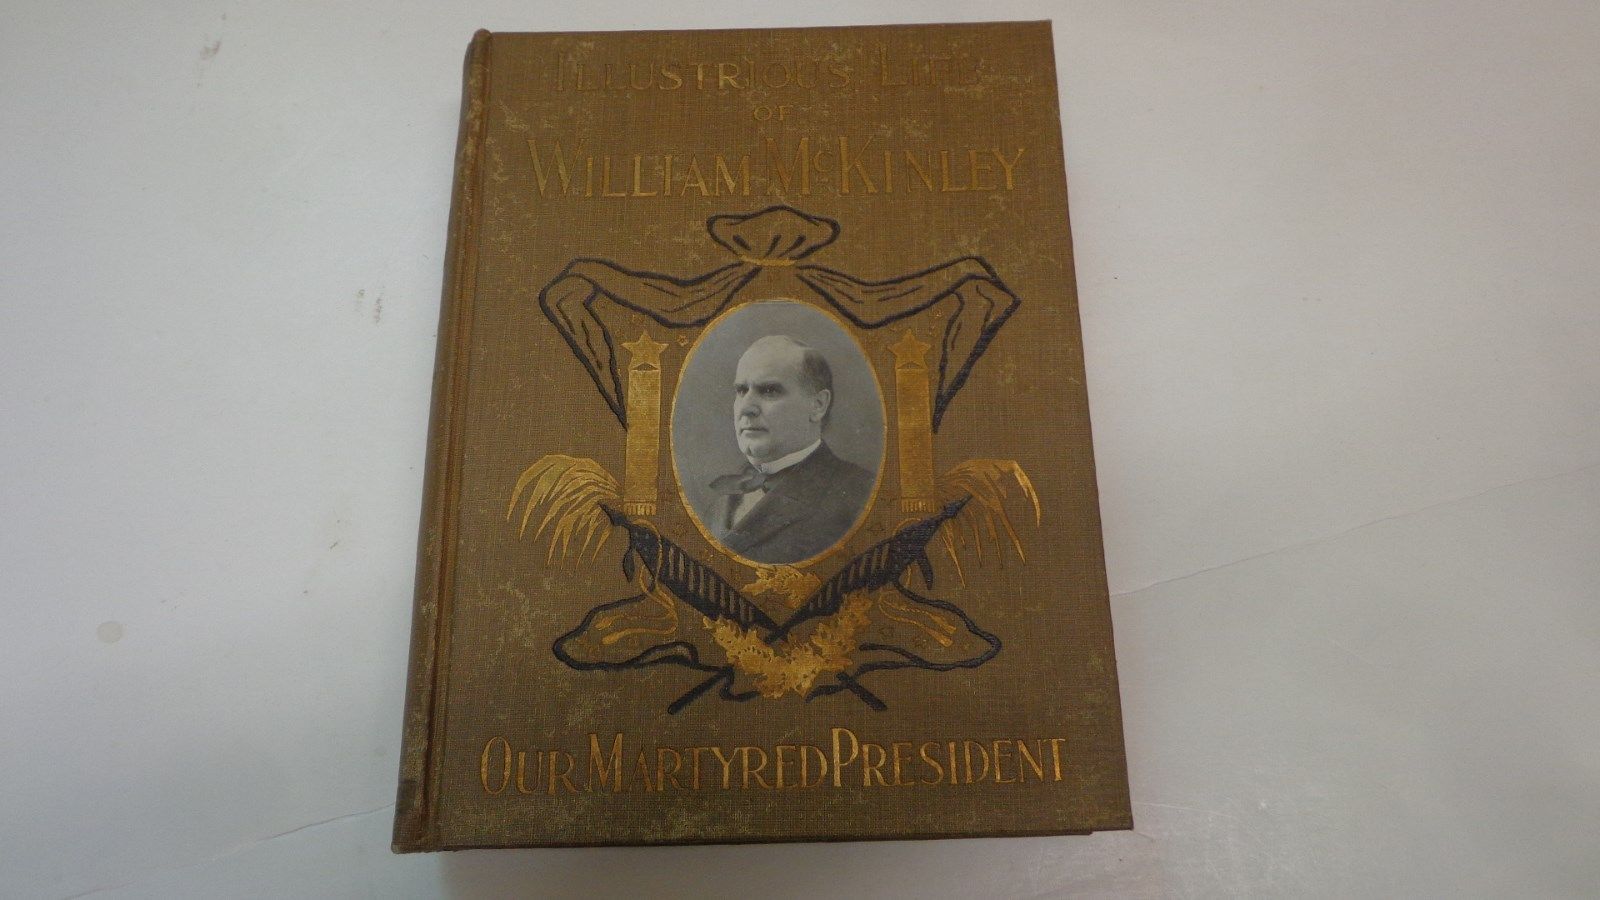 ILLUSTRIOUS LIFE
OF
WILLIAM McKINLEY
OUR MARTYRED PRESIDENT